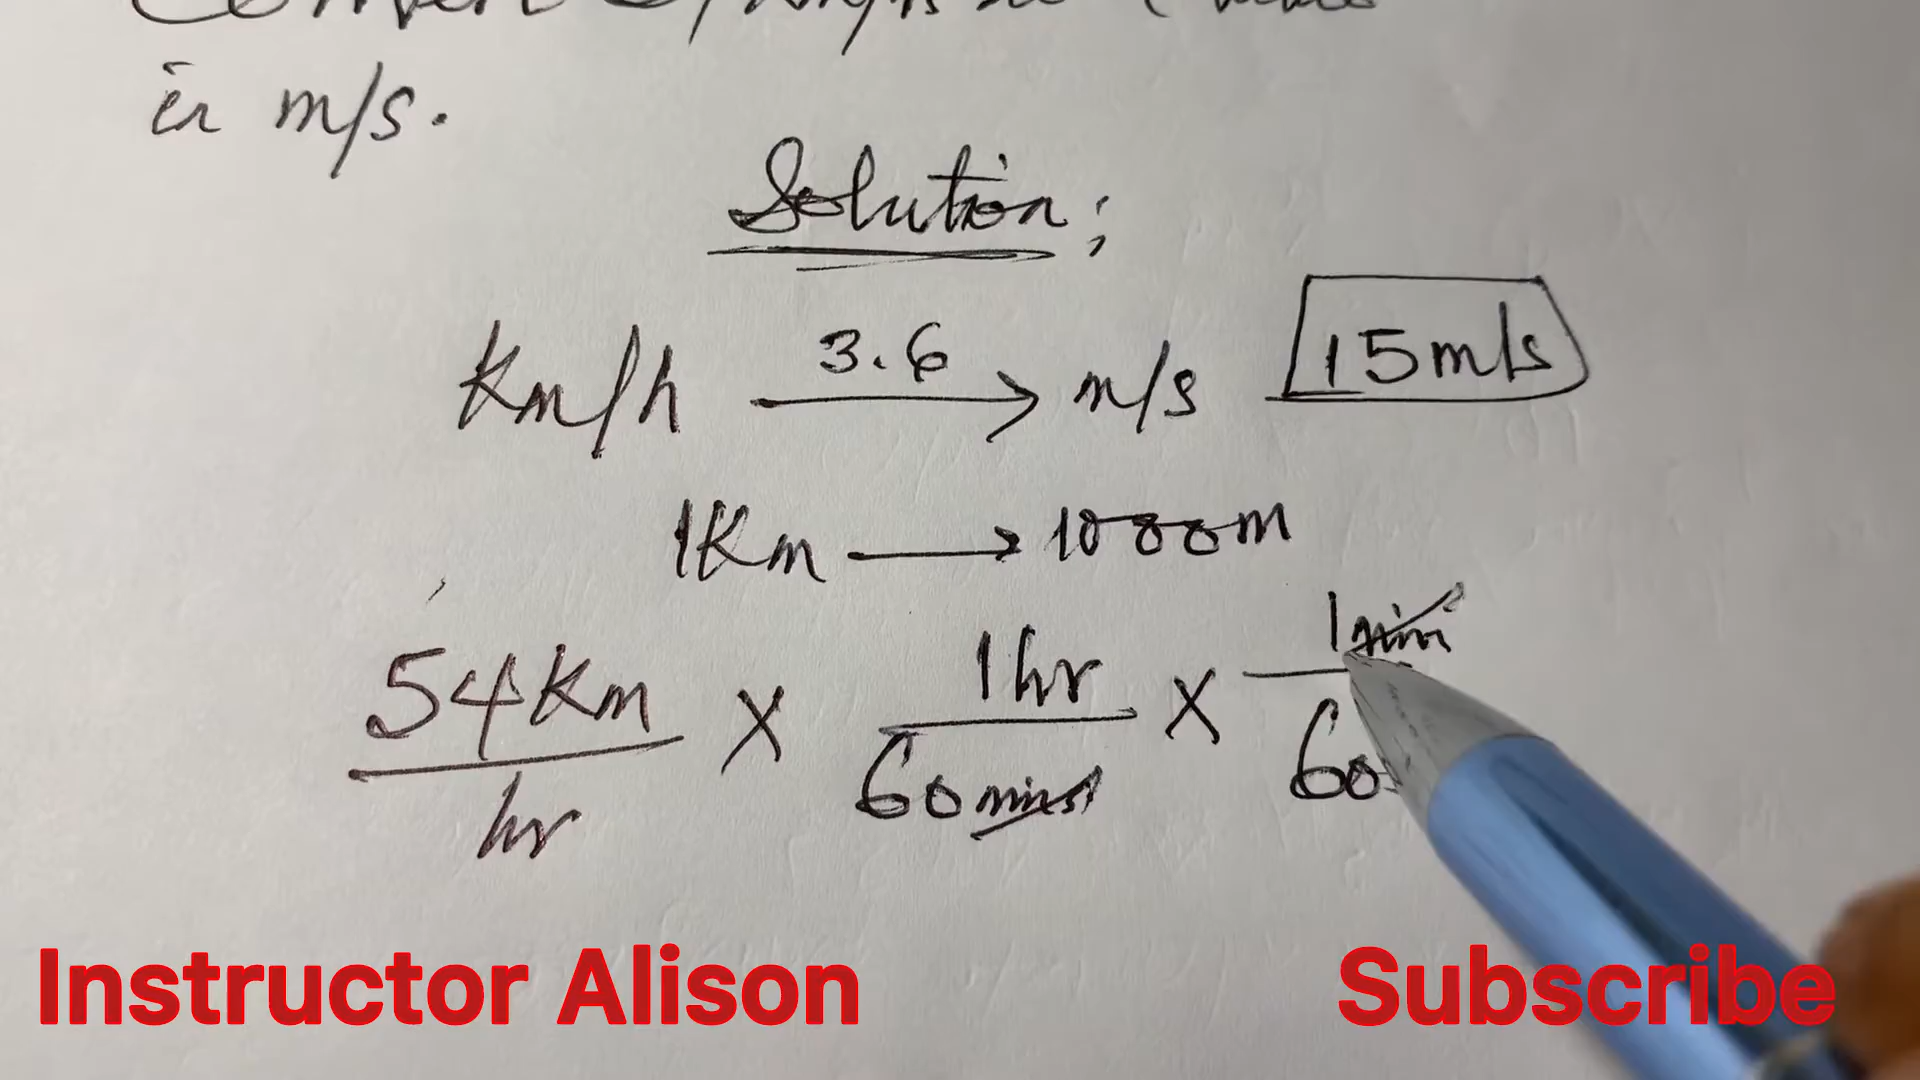 in m/s.
Solution;
Km/h 3.6 m/s 15m/s
1Km 1000m
54Km X 1hr X 1min
hr 60mins 60
Instructor Alison Subscribe